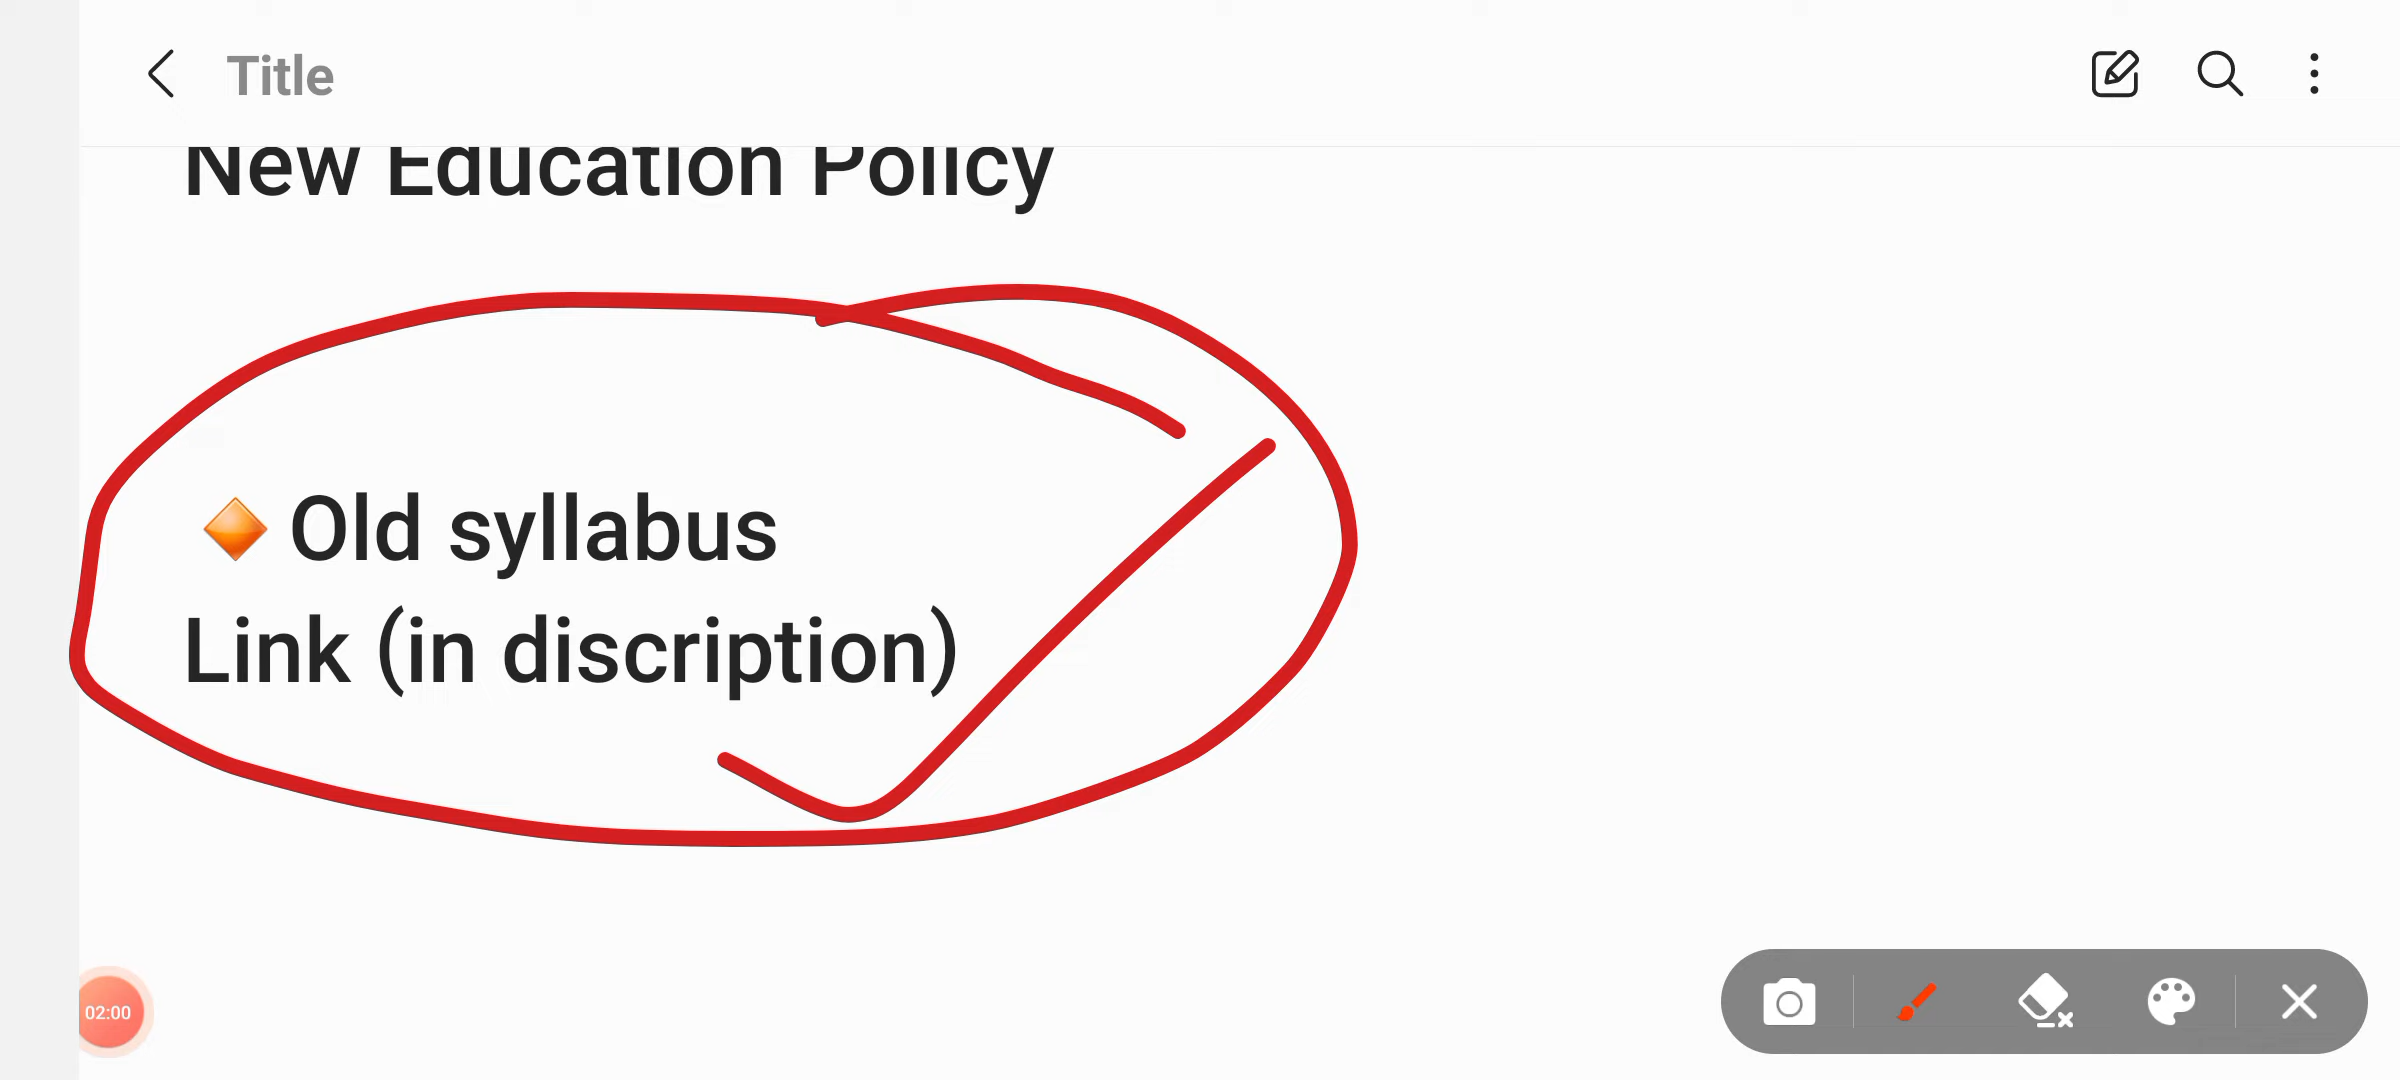 Title
New Education Policy
🔸Old syllabus
Link (in discription)
02:00